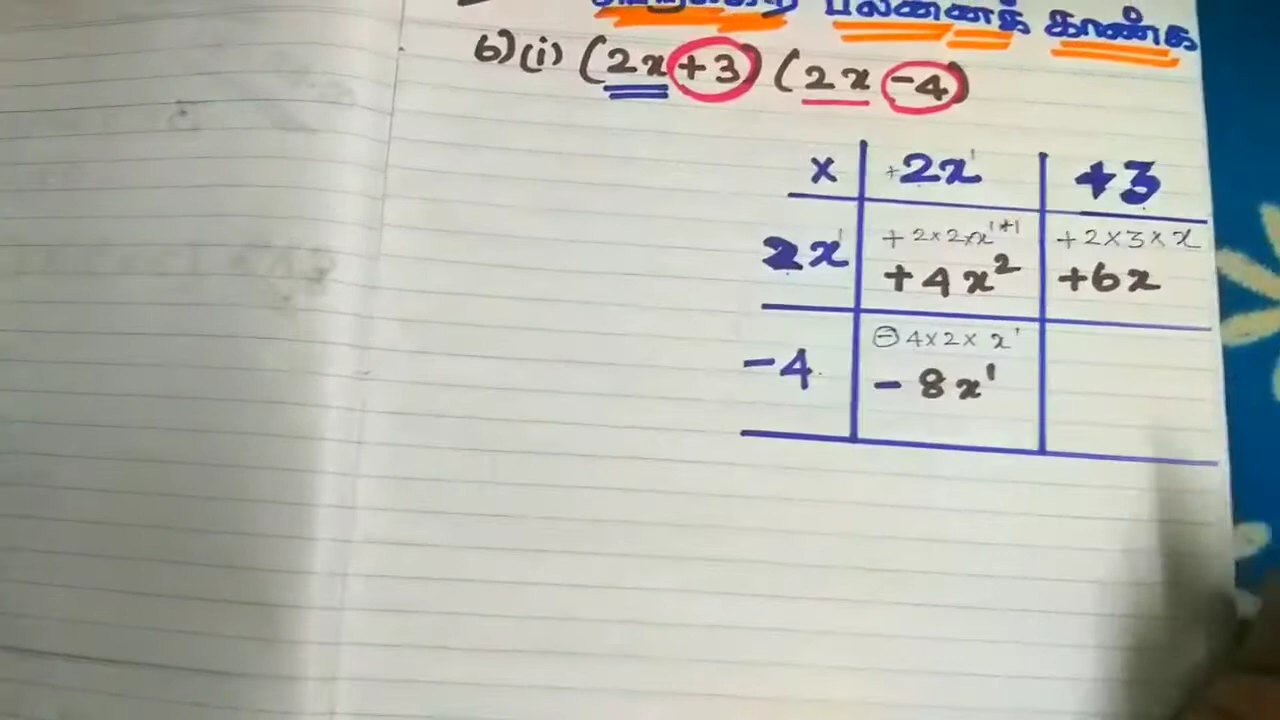 பலனைக் காண்க
6) (i) (2x+3) (2x -4)
x +2x¹ +3
2x¹ +2×2×x¹⁺¹ +2×3×x
+4x² +6x
-4 ⊖4×2× x¹
-8x¹